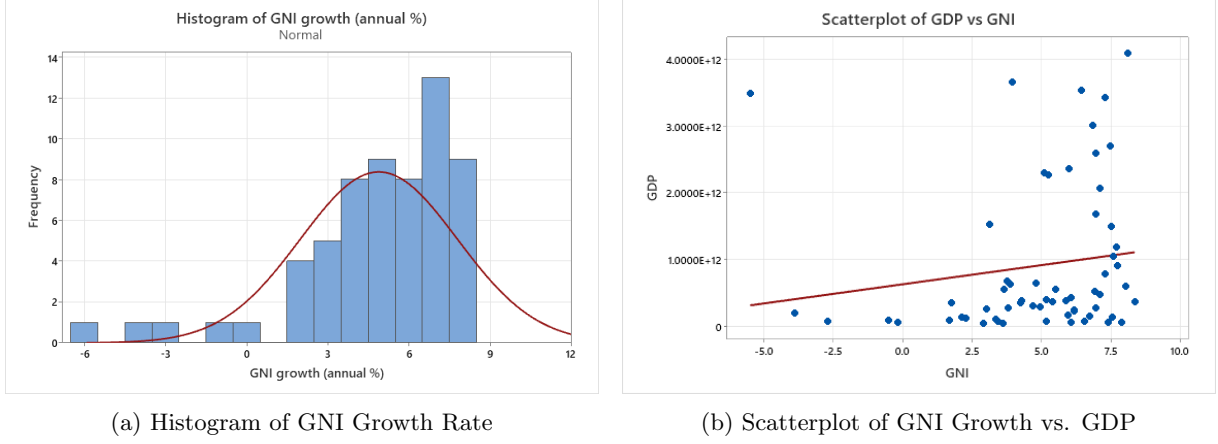 Histogram of GNI growth (annual %)
Normal
14
12
10
8
6
4
2
0
Frequency
-6 -3 0 3 6 9 12
GNI growth (annual %)
(a) Histogram of GNI Growth Rate
Scatterplot of GDP vs GNI
4.0000E+12
3.0000E+12
2.0000E+12
1.0000E+12
0
GDP
-5.0 -2.5 0.0 2.5 5.0 7.5 10.0
GNI
(b) Scatterplot of GNI Growth vs. GDP